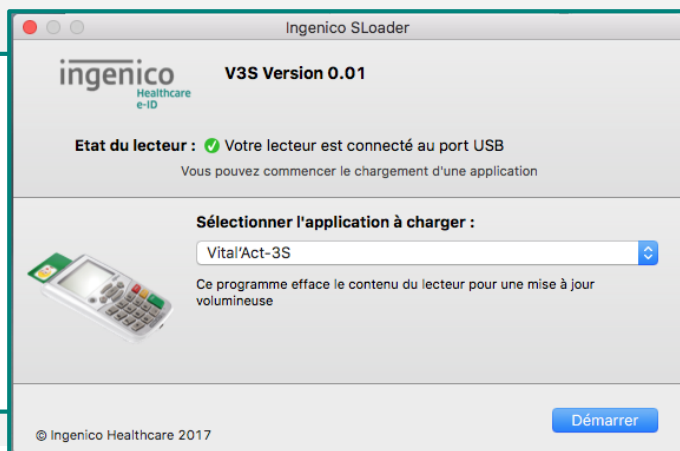 Ingenico SLoader
ingenico
Healthcare
e-ID
V3S Version 0.01
Etat du lecteur : Votre lecteur est connecté au port USB
Vous pouvez commencer le chargement d'une application
Sélectionner l'application à charger :
Vital'Act-3S
Ce programme efface le contenu du lecteur pour une mise à jour
volumineuse
Démarrer
© Ingenico Healthcare 2017